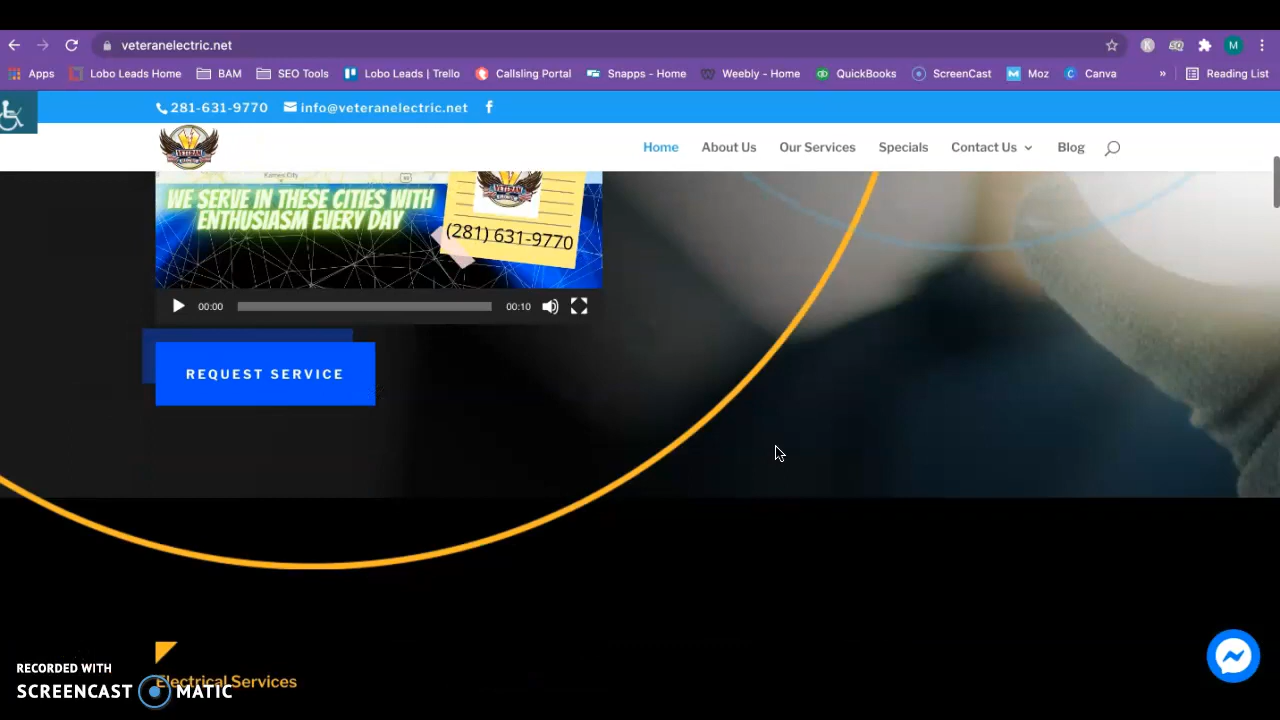 veteranelectric.net
M
Apps
Lobo Leads Home
BAM
SEO Tools
Lobo Leads | Trello
Callsling Portal
Snapps - Home
Weebly - Home
QuickBooks
ScreenCast
Moz
Canva
»
Reading List
281-631-9770
info@veteranelectric.net
VETERAN
Home
About Us
Our Services
Specials
Contact Us
Blog
Kansas City
WE SERVE IN THESE CITIES WITH
ENTHUSIASM EVERY DAY
(281) 631-9770
00:00
00:10
REQUEST SERVICE
Electrical Services
RECORDED WITH
SCREENCAST MATIC